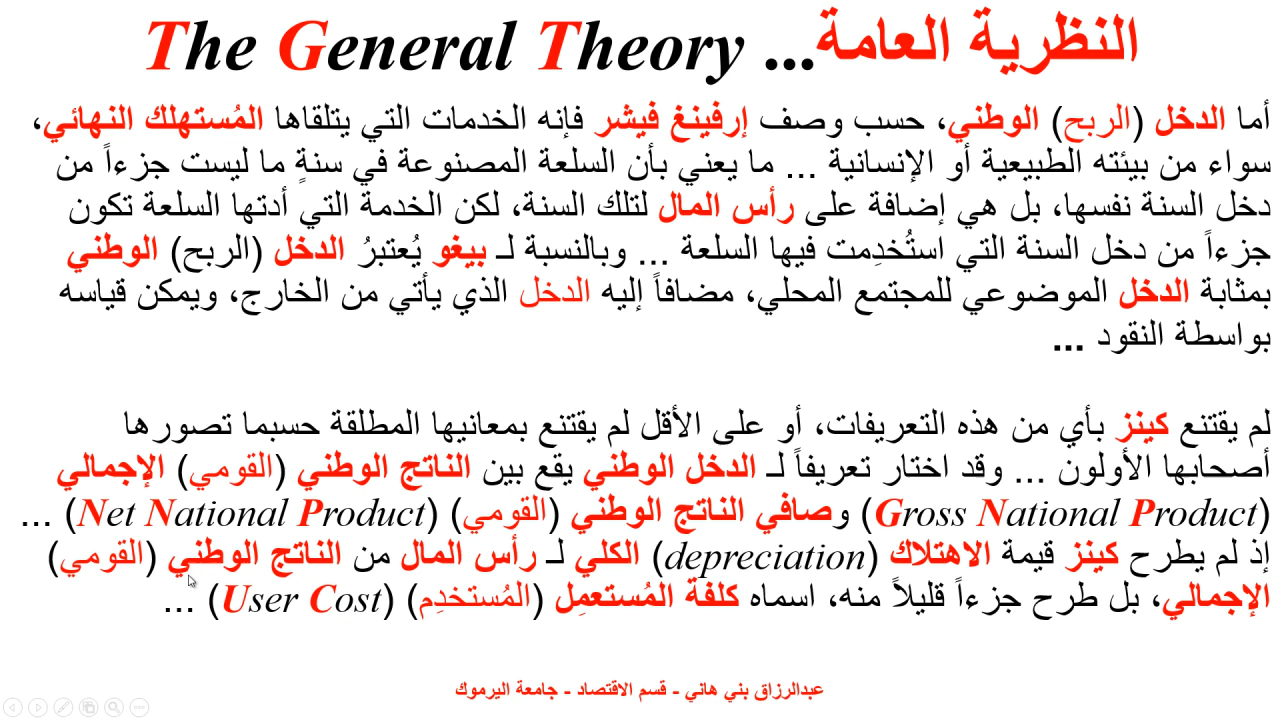 النظرية العامة... The General Theory
أما الدخل (الربح) الوطني، حسب وصف إرفينغ فيشر فإنه الخدمات التي يتلقاها المُستهلك النهائي،
سواء من بيئته الطبيعية أو الإنسانية ... ما يعني بأن السلعة المصنوعة في سنةٍ ما ليست جزءاً من
دخل السنة نفسها، بل هي إضافة على رأس المال لتلك السنة، لكن الخدمة التي أدتها السلعة تكون
جزءاً من دخل السنة التي استُخدِمت فيها السلعة ... وبالنسبة لـ بيغو يُعتبرُ الدخل (الربح) الوطني
بمثابة الدخل الموضوعي للمجتمع المحلي، مضافاً إليه الدخل الذي يأتي من الخارج، ويمكن قياسه
بواسطة النقود ...
لم يقتنع كينز بأي من هذه التعريفات، أو على الأقل لم يقتنع بمعانيها المطلقة حسبما تصورها
أصحابها الأولون ... وقد اختار تعريفاً لـ الدخل الوطني يقع بين الناتج الوطني (القومي) الإجمالي
(Gross National Product) وصافي الناتج الوطني (القومي) (Net National Product) ...
إذ لم يطرح كينز قيمة الاهتلاك (depreciation) الكلي لـ رأس المال من الناتج الوطني (القومي)
الإجمالي، بل طرح جزءاً قليلاً منه، اسماه كلفة المُستعمِل (المُستخدِم) (User Cost) ...
عبدالرزاق بني هاني - قسم الاقتصاد - جامعة اليرموك